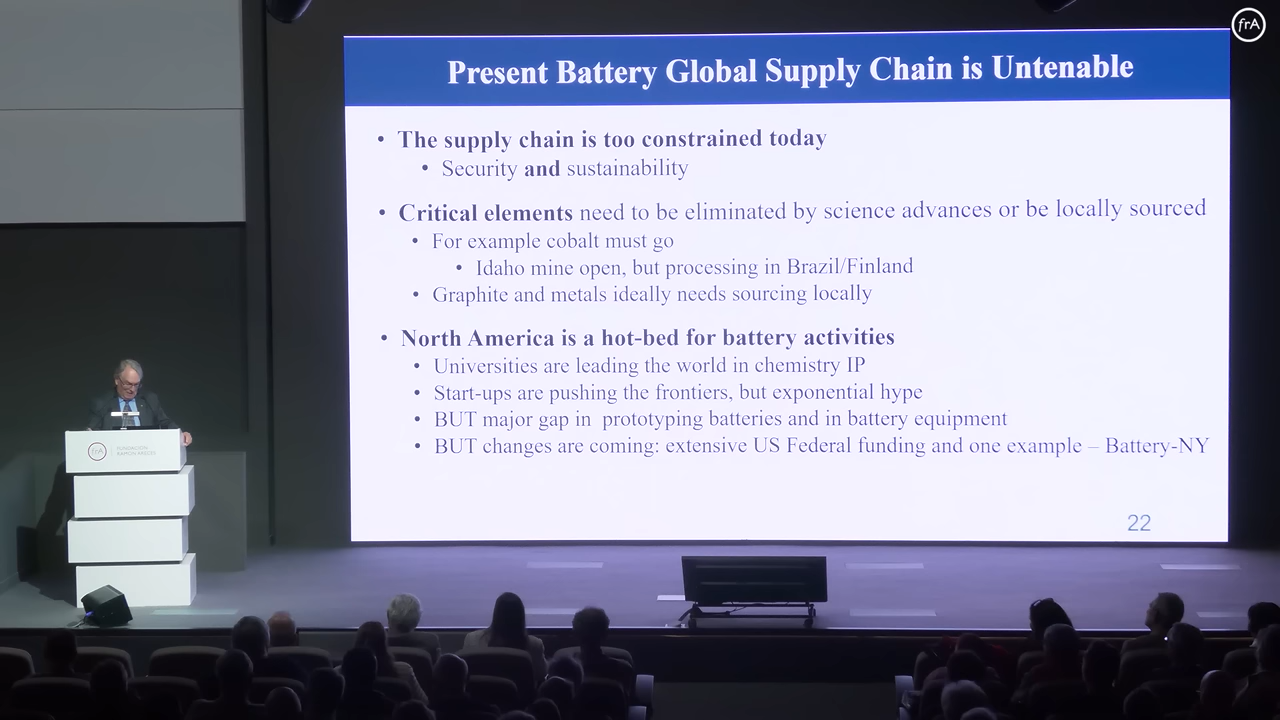 frA
Present Battery Global Supply Chain is Untenable
• The supply chain is too constrained today
• Security and sustainability
• Critical elements need to be eliminated by science advances or be locally sourced
• For example cobalt must go
• Idaho mine open, but processing in Brazil/Finland
• Graphite and metals ideally needs sourcing locally
• North America is a hot-bed for battery activities
• Universities are leading the world in chemistry IP
• Start-ups are pushing the frontiers, but exponential hype
• BUT major gap in prototyping batteries and in battery equipment
• BUT changes are coming: extensive US Federal funding and one example – Battery-NY
22
frA
FUNDACIÓN
RAMÓN ARECES